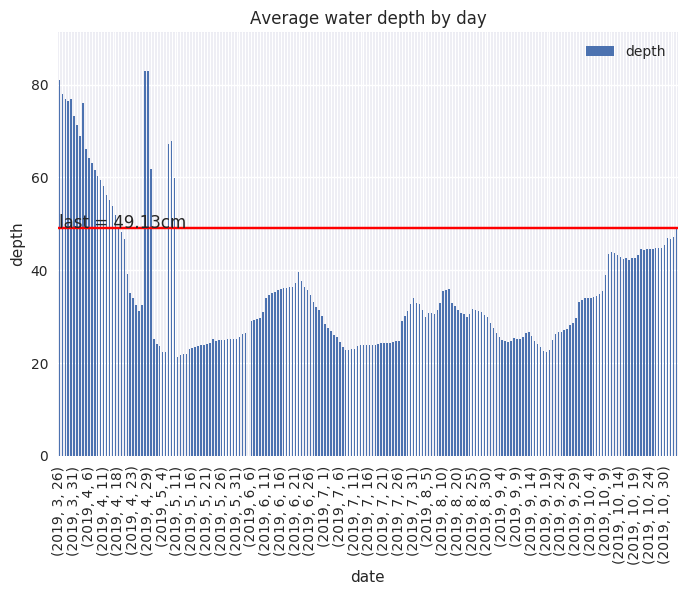 Average water depth by day
depth
80
60
last = 49.13cm
depth
40
20
0
(2019, 3, 26)
(2019, 3, 31)
(2019, 4, 6)
(2019, 4, 11)
(2019, 4, 18)
(2019, 4, 23)
(2019, 4, 29)
(2019, 5, 4)
(2019, 5, 11)
(2019, 5, 16)
(2019, 5, 21)
(2019, 5, 26)
(2019, 5, 31)
(2019, 6, 6)
(2019, 6, 11)
(2019, 6, 16)
(2019, 6, 21)
(2019, 6, 26)
(2019, 7, 1)
(2019, 7, 6)
(2019, 7, 11)
(2019, 7, 16)
(2019, 7, 21)
(2019, 7, 26)
(2019, 7, 31)
(2019, 8, 5)
(2019, 8, 10)
(2019, 8, 20)
(2019, 8, 25)
(2019, 8, 30)
(2019, 9, 4)
(2019, 9, 9)
(2019, 9, 14)
(2019, 9, 19)
(2019, 9, 24)
(2019, 9, 29)
(2019, 10, 4)
(2019, 10, 9)
(2019, 10, 14)
(2019, 10, 19)
(2019, 10, 24)
(2019, 10, 30)
date